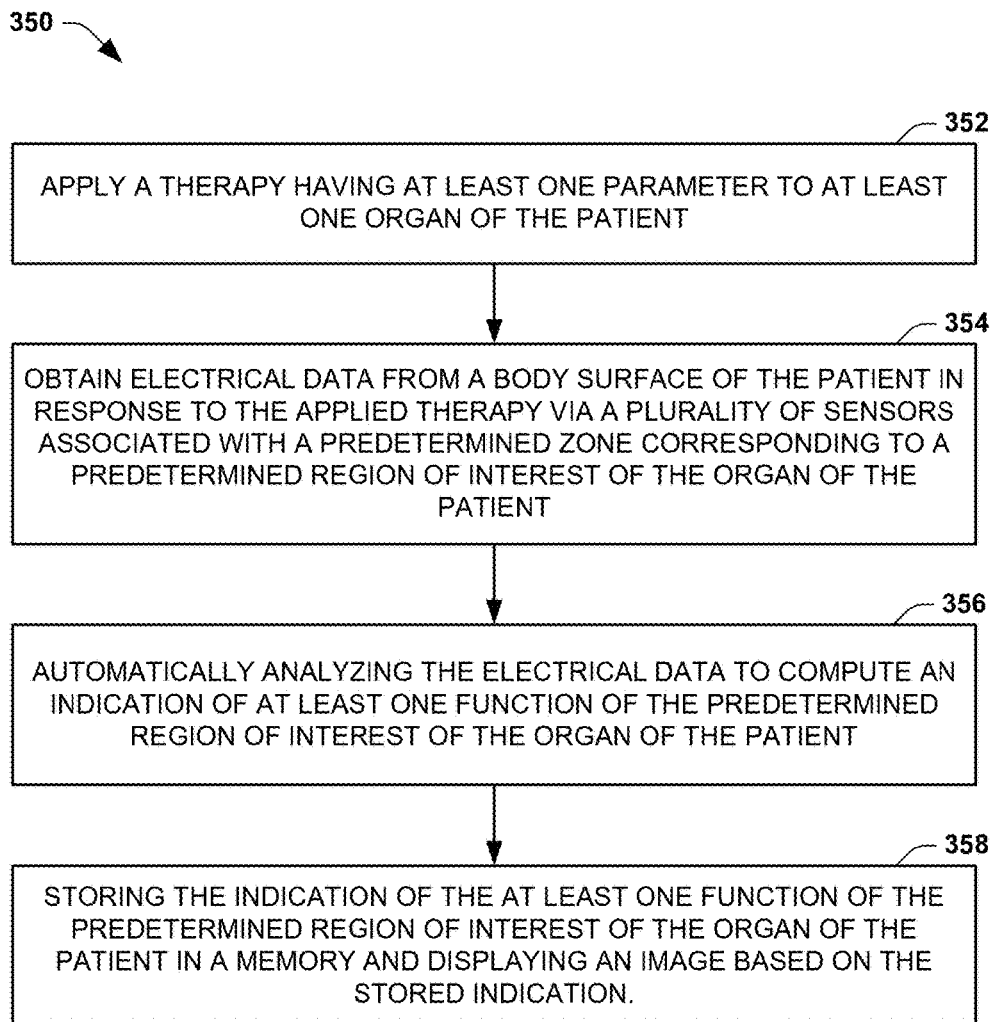 350
352
APPLY A THERAPY HAVING AT LEAST ONE PARAMETER TO AT LEAST
ONE ORGAN OF THE PATIENT
354
OBTAIN ELECTRICAL DATA FROM A BODY SURFACE OF THE PATIENT IN
RESPONSE TO THE APPLIED THERAPY VIA A PLURALITY OF SENSORS
ASSOCIATED WITH A PREDETERMINED ZONE CORRESPONDING TO A
PREDETERMINED REGION OF INTEREST OF THE ORGAN OF THE
PATIENT
356
AUTOMATICALLY ANALYZING THE ELECTRICAL DATA TO COMPUTE AN
INDICATION OF AT LEAST ONE FUNCTION OF THE PREDETERMINED
REGION OF INTEREST OF THE ORGAN OF THE PATIENT
358
STORING THE INDICATION OF THE AT LEAST ONE FUNCTION OF THE
PREDETERMINED REGION OF INTEREST OF THE ORGAN OF THE
PATIENT IN A MEMORY AND DISPLAYING AN IMAGE BASED ON THE
STORED INDICATION.